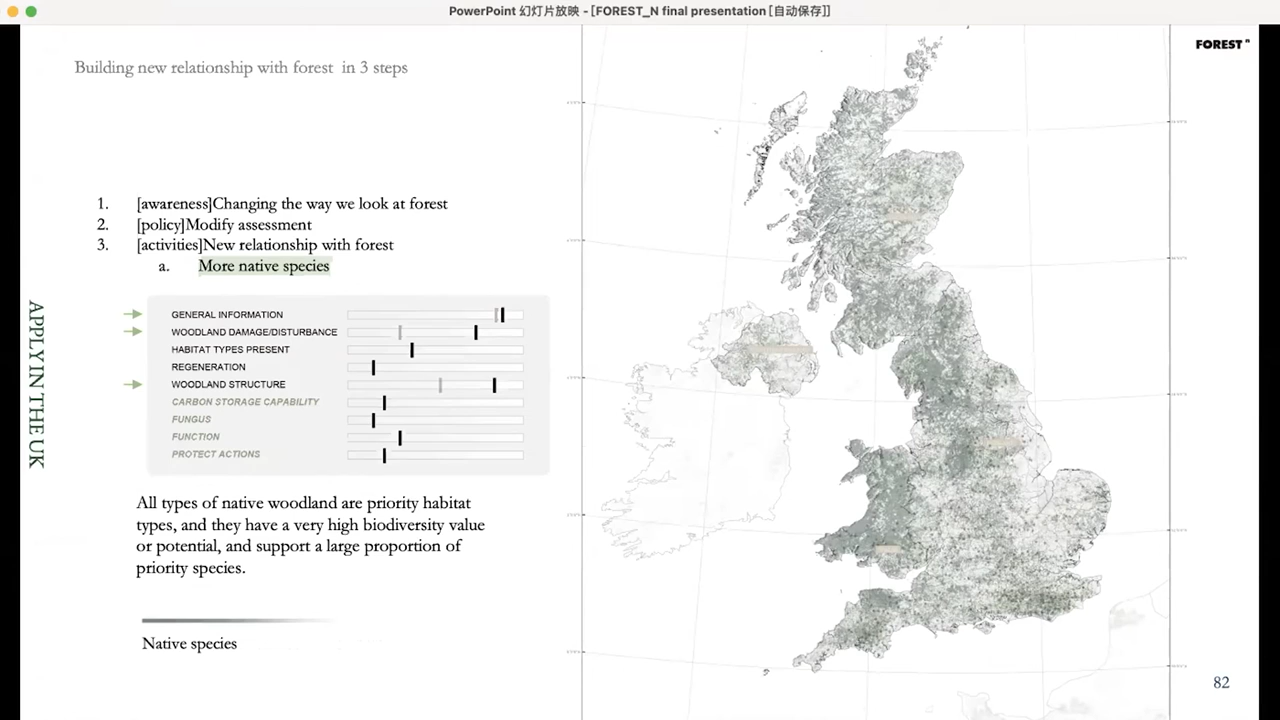 PowerPoint 幻灯片放映 - [FOREST_N final presentation [自动保存]]
FOREST n
Building new relationship with forest in 3 steps
1. [awareness]Changing the way we look at forest
2. [policy]Modify assessment
3. [activities]New relationship with forest
a. More native species
APPLY IN THE UK
GENERAL INFORMATION
WOODLAND DAMAGE/DISTURBANCE
HABITAT TYPES PRESENT
REGENERATION
WOODLAND STRUCTURE
CARBON STORAGE CAPABILITY
FUNGUS
FUNCTION
PROTECT ACTIONS
All types of native woodland are priority habitat
types, and they have a very high biodiversity value
or potential, and support a large proportion of
priority species.
Native species
82